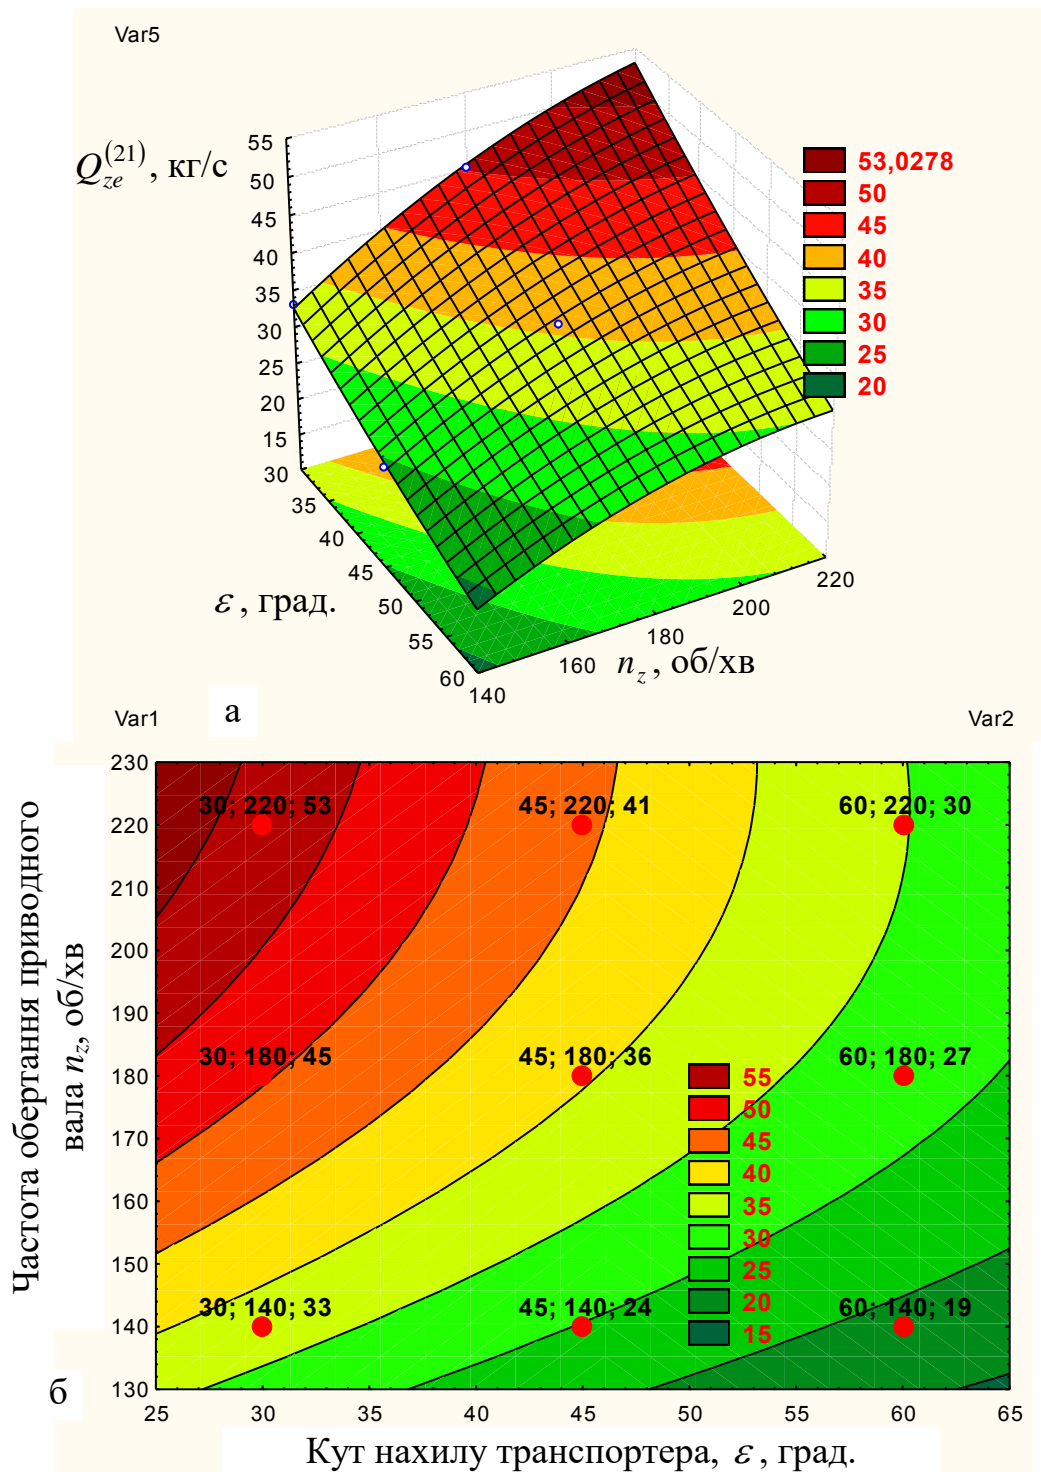 Var5
Q_ze^(21), кг/с
55
50
45
40
35
30
25
20
15
30
35
40
45
50
55
60
ε, град.
140
160
180
200
220
n_z, об/хв
53,0278
50
45
40
35
30
25
20
а
Var1
Var2
Частота обертання приводного
вала n_z, об/хв
230
220
210
200
190
180
170
160
150
140
130
30; 220; 53
45; 220; 41
60; 220; 30
30; 180; 45
45; 180; 36
60; 180; 27
30; 140; 33
45; 140; 24
60; 140; 19
55
50
45
40
35
30
25
20
15
б
25
30
35
40
45
50
55
60
65
Кут нахилу транспортера, ε, град.